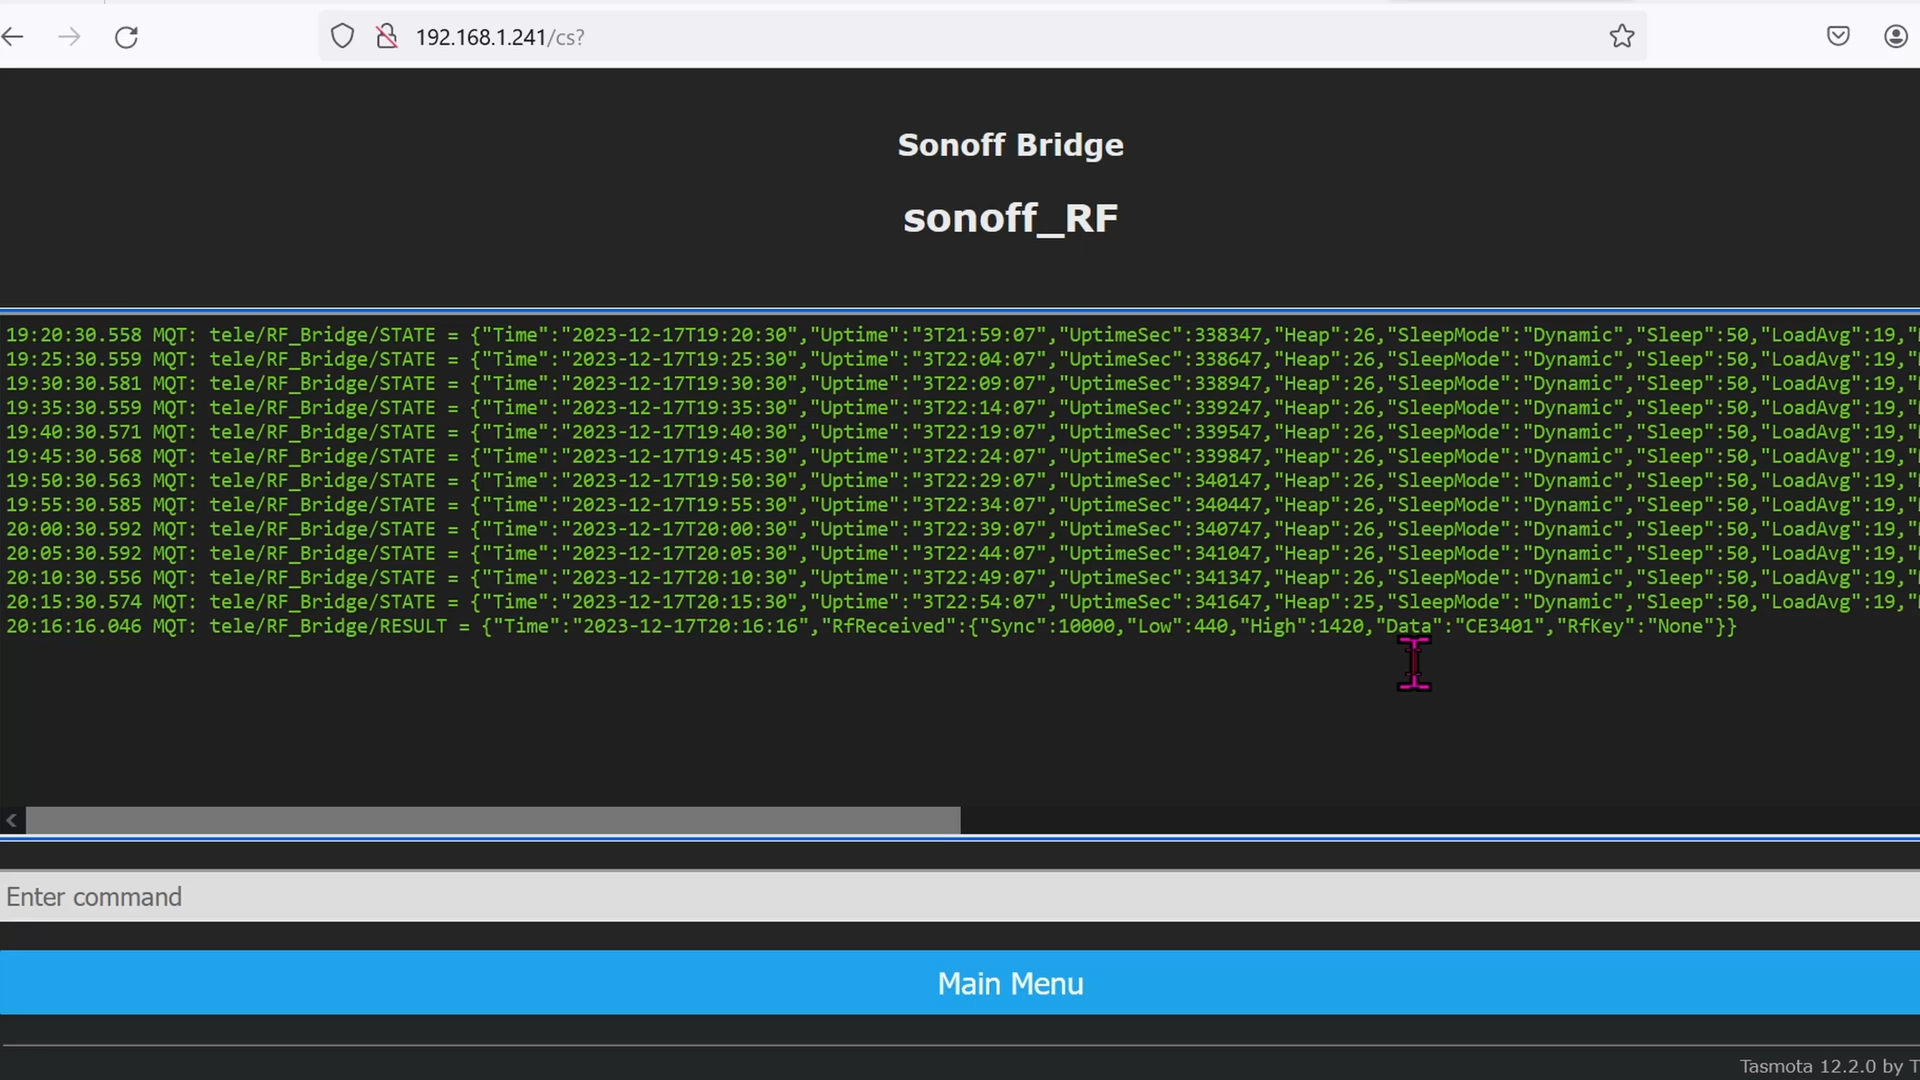 192.168.1.241/cs?
Sonoff Bridge
sonoff_RF
19:20:30.558 MQT: tele/RF_Bridge/STATE = {"Time":"2023-12-17T19:20:30","Uptime":"3T21:59:07","UptimeSec":338347,"Heap":26,"SleepMode":"Dynamic","Sleep":50,"LoadAvg":19,"
19:25:30.559 MQT: tele/RF_Bridge/STATE = {"Time":"2023-12-17T19:25:30","Uptime":"3T22:04:07","UptimeSec":338647,"Heap":26,"SleepMode":"Dynamic","Sleep":50,"LoadAvg":19,"
19:30:30.581 MQT: tele/RF_Bridge/STATE = {"Time":"2023-12-17T19:30:30","Uptime":"3T22:09:07","UptimeSec":338947,"Heap":26,"SleepMode":"Dynamic","Sleep":50,"LoadAvg":19,"
19:35:30.559 MQT: tele/RF_Bridge/STATE = {"Time":"2023-12-17T19:35:30","Uptime":"3T22:14:07","UptimeSec":339247,"Heap":26,"SleepMode":"Dynamic","Sleep":50,"LoadAvg":19,"
19:40:30.571 MQT: tele/RF_Bridge/STATE = {"Time":"2023-12-17T19:40:30","Uptime":"3T22:19:07","UptimeSec":339547,"Heap":26,"SleepMode":"Dynamic","Sleep":50,"LoadAvg":19,"
19:45:30.568 MQT: tele/RF_Bridge/STATE = {"Time":"2023-12-17T19:45:30","Uptime":"3T22:24:07","UptimeSec":339847,"Heap":26,"SleepMode":"Dynamic","Sleep":50,"LoadAvg":19,"
19:50:30.563 MQT: tele/RF_Bridge/STATE = {"Time":"2023-12-17T19:50:30","Uptime":"3T22:29:07","UptimeSec":340147,"Heap":26,"SleepMode":"Dynamic","Sleep":50,"LoadAvg":19,"
19:55:30.585 MQT: tele/RF_Bridge/STATE = {"Time":"2023-12-17T19:55:30","Uptime":"3T22:34:07","UptimeSec":340447,"Heap":26,"SleepMode":"Dynamic","Sleep":50,"LoadAvg":19,"
20:00:30.592 MQT: tele/RF_Bridge/STATE = {"Time":"2023-12-17T20:00:30","Uptime":"3T22:39:07","UptimeSec":340747,"Heap":26,"SleepMode":"Dynamic","Sleep":50,"LoadAvg":19,"
20:05:30.592 MQT: tele/RF_Bridge/STATE = {"Time":"2023-12-17T20:05:30","Uptime":"3T22:44:07","UptimeSec":341047,"Heap":26,"SleepMode":"Dynamic","Sleep":50,"LoadAvg":19,"
20:10:30.556 MQT: tele/RF_Bridge/STATE = {"Time":"2023-12-17T20:10:30","Uptime":"3T22:49:07","UptimeSec":341347,"Heap":26,"SleepMode":"Dynamic","Sleep":50,"LoadAvg":19,"
20:15:30.574 MQT: tele/RF_Bridge/STATE = {"Time":"2023-12-17T20:15:30","Uptime":"3T22:54:07","UptimeSec":341647,"Heap":25,"SleepMode":"Dynamic","Sleep":50,"LoadAvg":19,"
20:16:16.046 MQT: tele/RF_Bridge/RESULT = {"Time":"2023-12-17T20:16:16","RfReceived":{"Sync":10000,"Low":440,"High":1420,"Data":"CE3401","RfKey":"None"}}
Enter command
Main Menu
Tasmota 12.2.0 by T